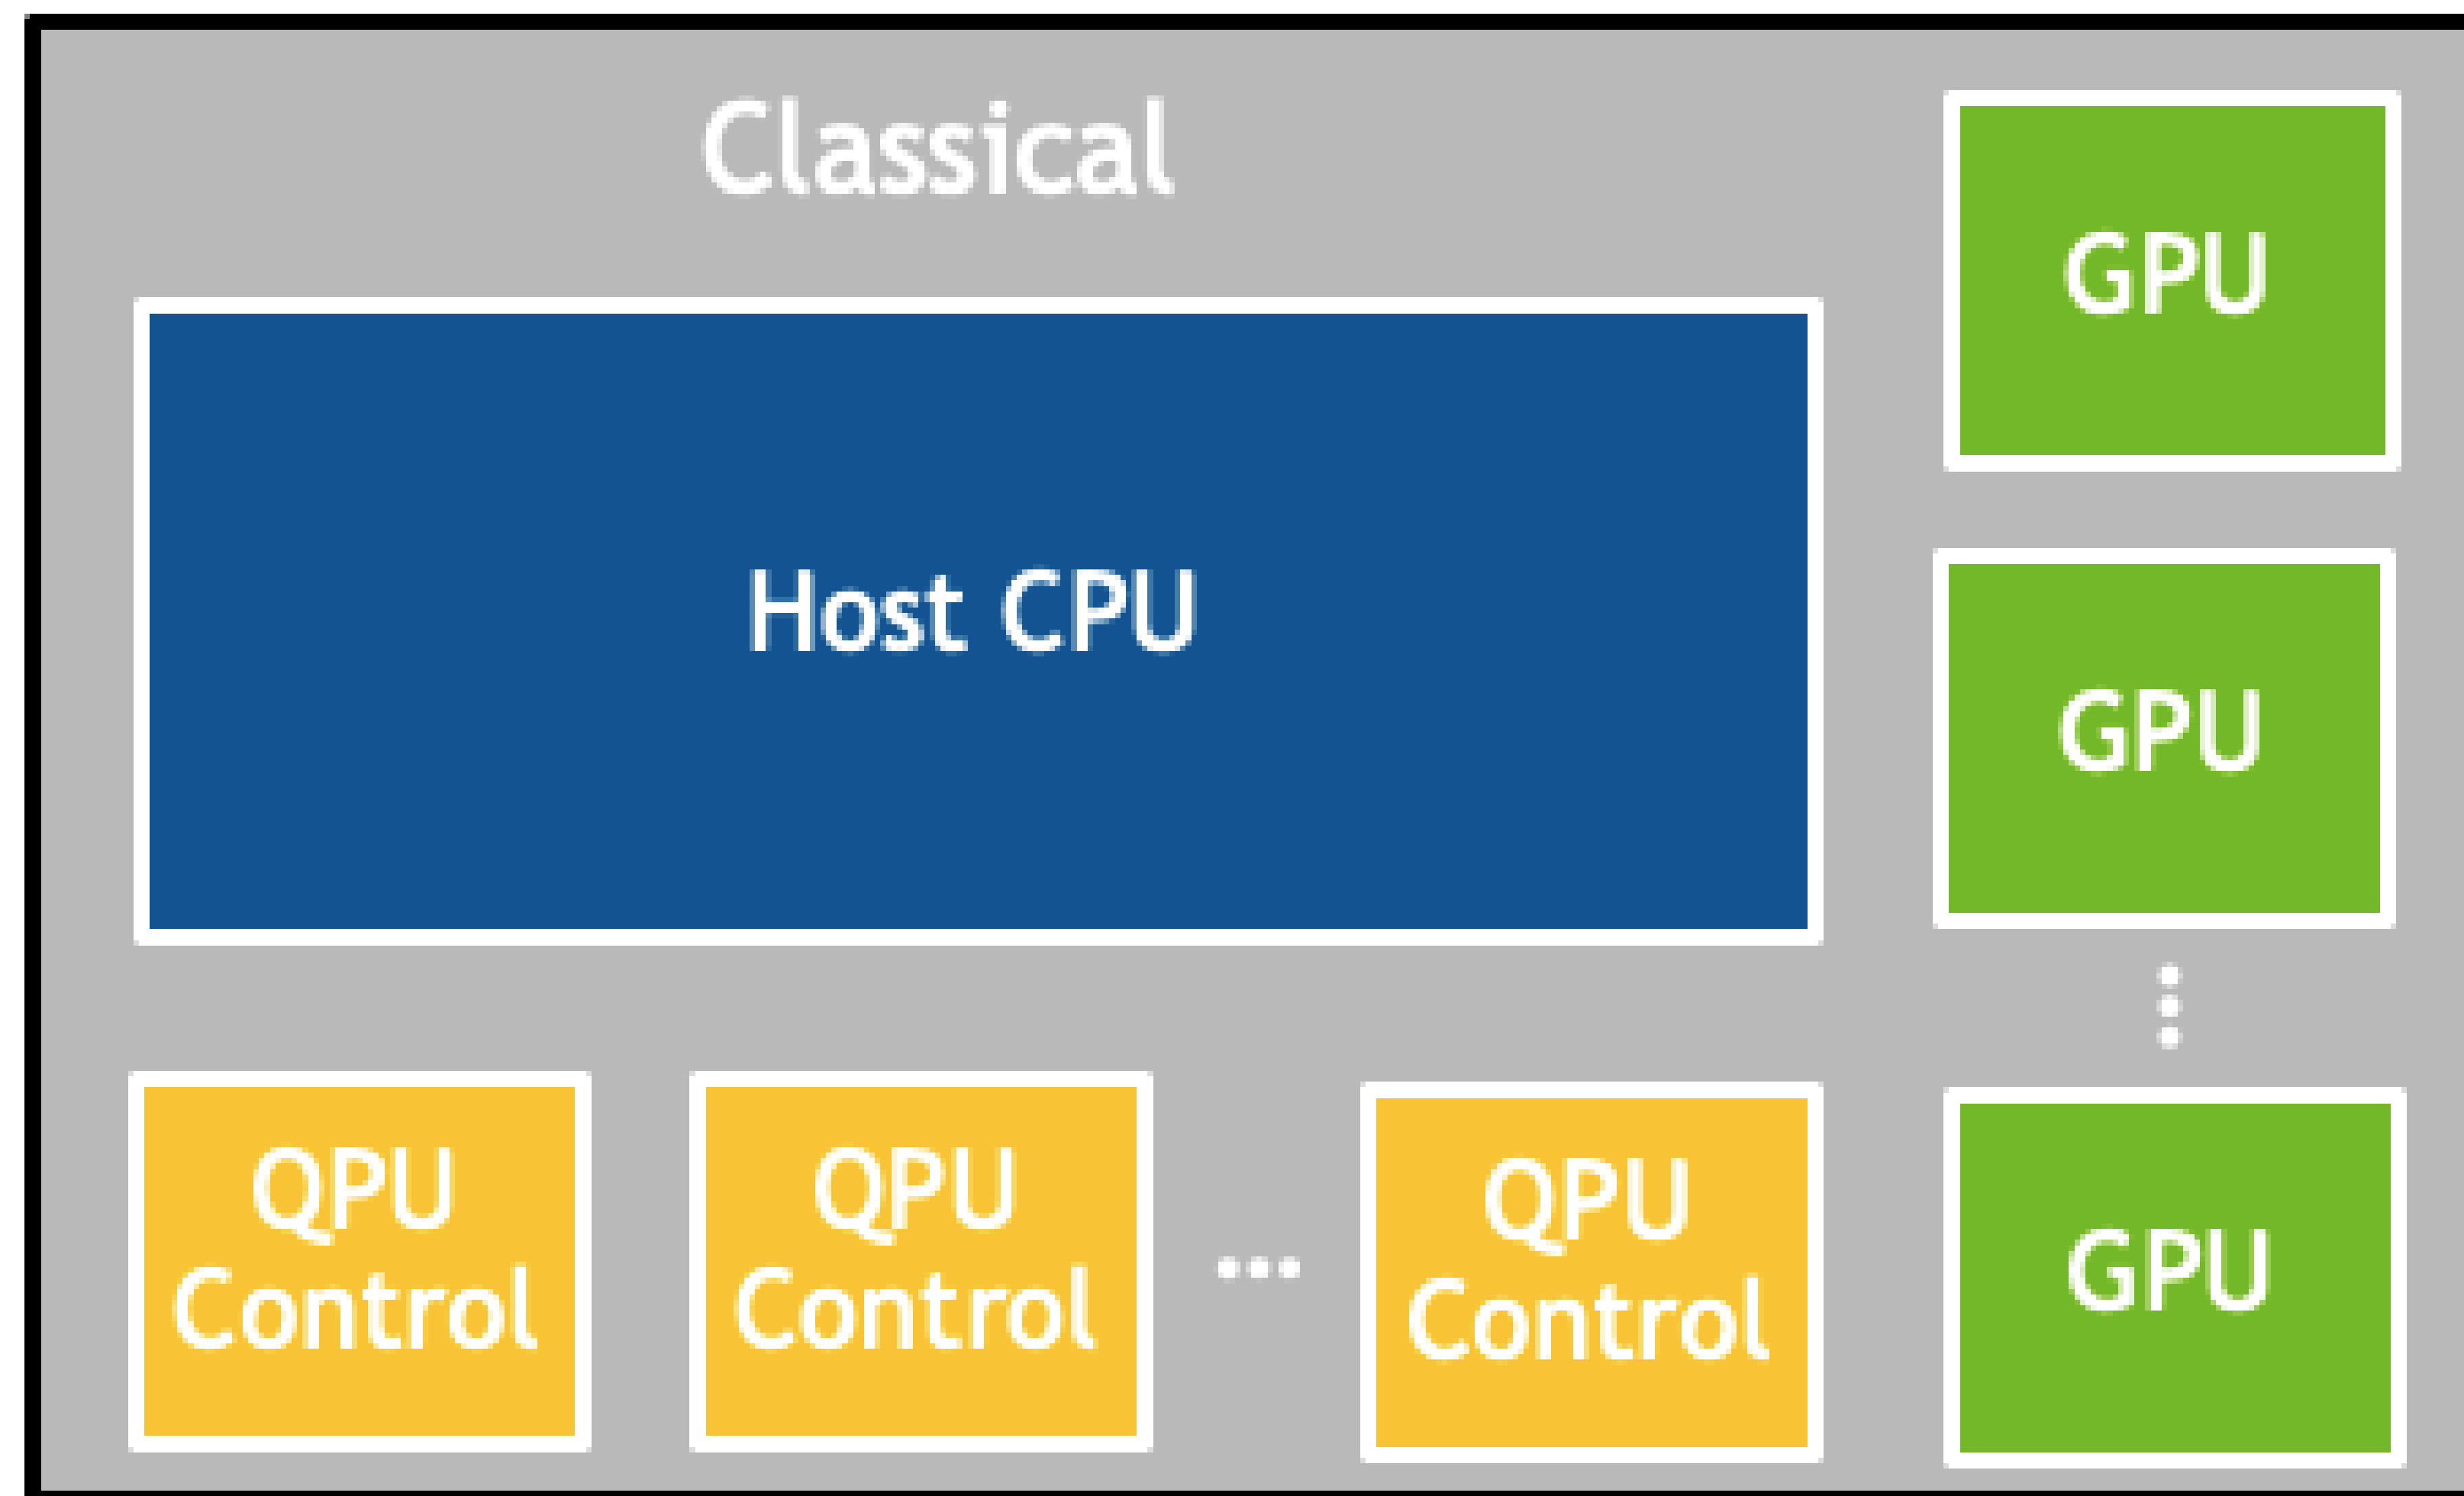 Classical
GPU
Host CPU
GPU
QPU
Control
QPU
Control
...
QPU
Control
GPU